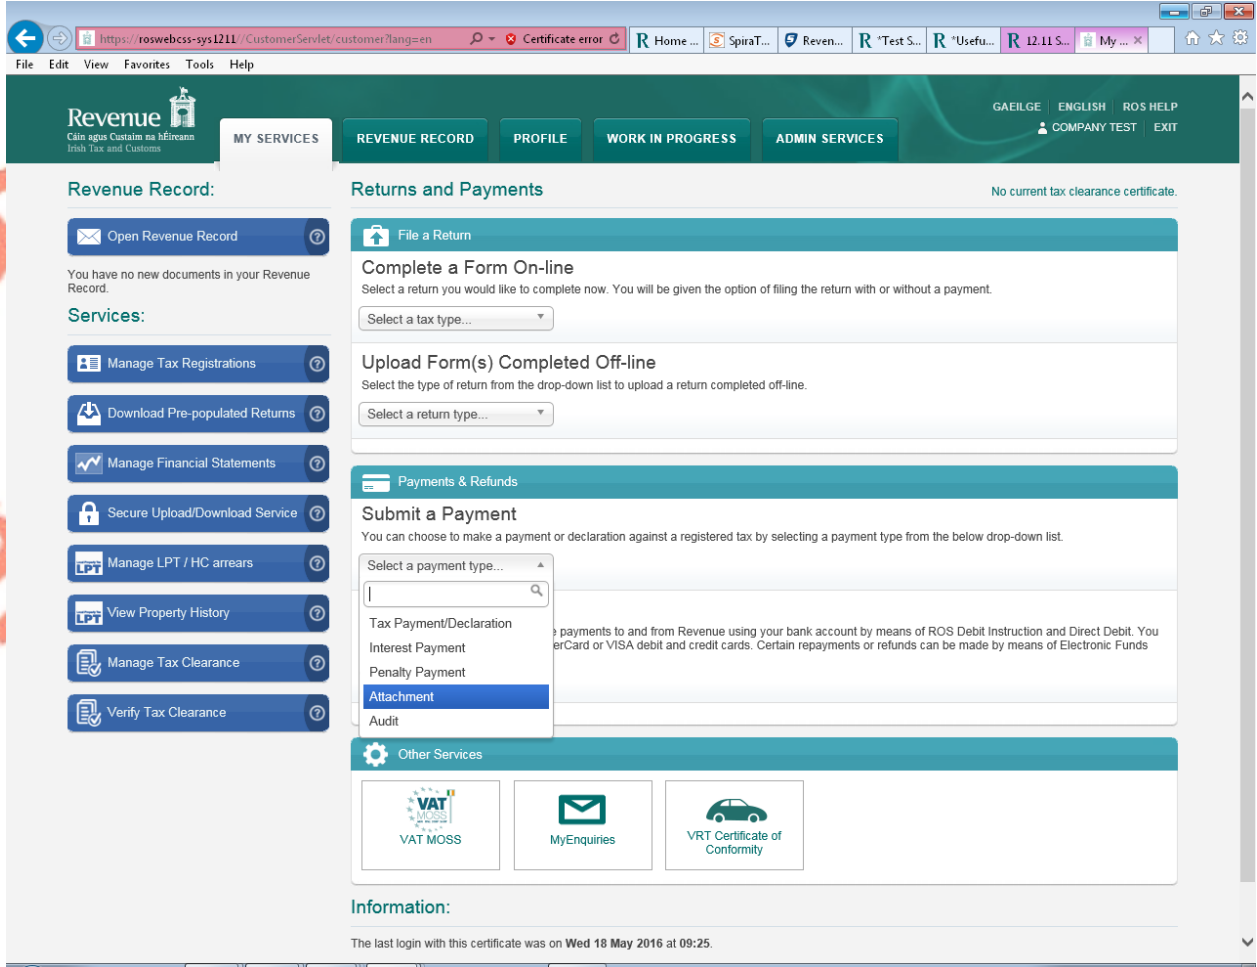 https://roswebcss-sys1211//CustomerServlet/customer?lang=en
Certificate error
R Home ...
SpiraT...
Reven...
R *Test S...
R *Usefu...
R 12.11 S...
My ... ×
File Edit View Favorites Tools Help
Revenue
Cáin agus Custaim na hÉireann
Irish Tax and Customs
MY SERVICES
REVENUE RECORD
PROFILE
WORK IN PROGRESS
ADMIN SERVICES
GAEILGE ENGLISH ROS HELP
COMPANY TEST EXIT
Revenue Record:
Open Revenue Record ?
You have no new documents in your Revenue
Record.
Services:
Manage Tax Registrations ?
Download Pre-populated Returns ?
Manage Financial Statements ?
Secure Upload/Download Service ?
LPT Manage LPT / HC arrears ?
LPT View Property History ?
Manage Tax Clearance ?
Verify Tax Clearance ?
Returns and Payments
No current tax clearance certificate.
File a Return
Complete a Form On-line
Select a return you would like to complete now. You will be given the option of filing the return with or without a payment.
Select a tax type...
Upload Form(s) Completed Off-line
Select the type of return from the drop-down list to upload a return completed off-line.
Select a return type...
Payments & Refunds
Submit a Payment
You can choose to make a payment or declaration against a registered tax by selecting a payment type from the below drop-down list.
Select a payment type...
Tax Payment/Declaration
Interest Payment
Penalty Payment
Attachment
Audit
payments to and from Revenue using your bank account by means of ROS Debit Instruction and Direct Debit. You
erCard or VISA debit and credit cards. Certain repayments or refunds can be made by means of Electronic Funds
Other Services
VAT
MOSS
VAT MOSS
MyEnquiries
VRT Certificate of
Conformity
Information:
The last login with this certificate was on Wed 18 May 2016 at 09:25.